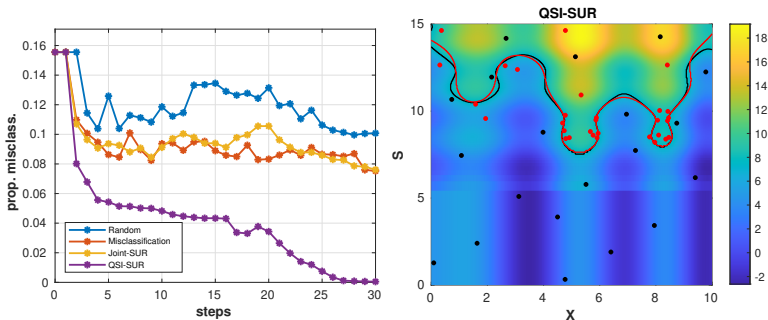 QSI-SUR
prop. misclass.
0.16
0.14
0.12
0.1
0.08
0.06
0.04
0.02
0
Random
Misclassification
Joint-SUR
QSI-SUR
0 5 10 15 20 25 30
steps
S
15
10
5
0
0 2 4 6 8 10
X
18
16
14
12
10
8
6
4
2
0
-2